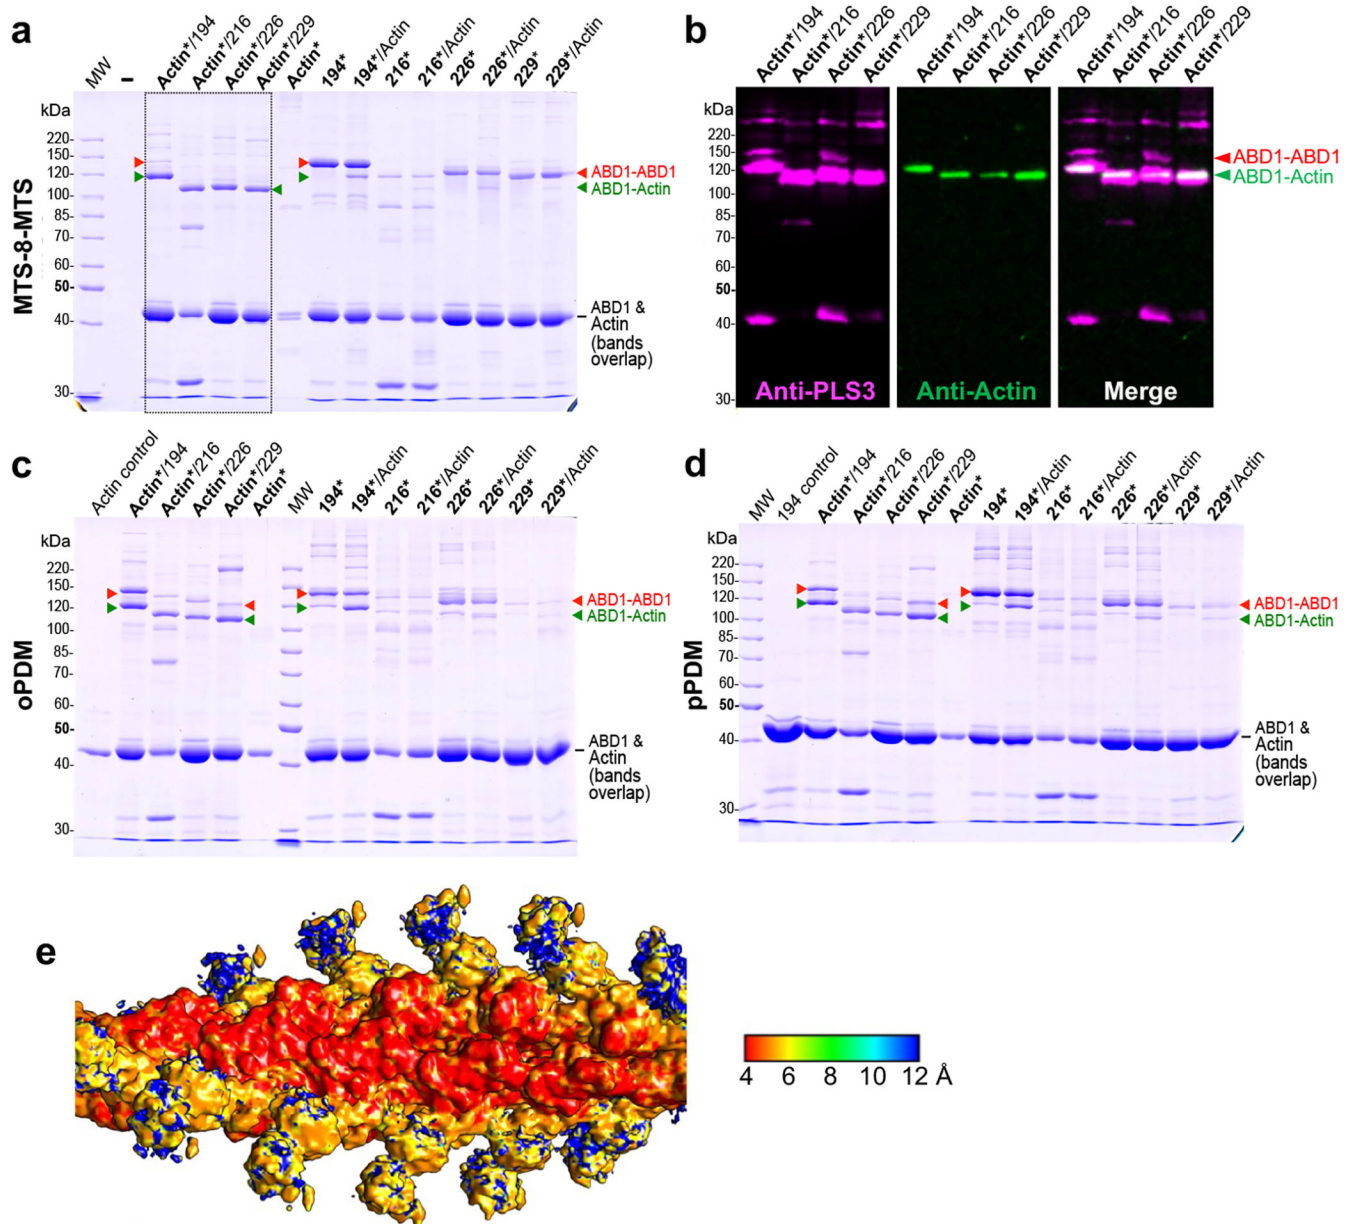 a
MW
–
Actin*/194
Actin*/216
Actin*/226
Actin*/229
Actin*
194*
194*/Actin
216*
216*/Actin
226*
226*/Actin
229*
229*/Actin
kDa
220-
150-
120-
100-
85-
70-
60-
50-
40-
30-
MTS-8-MTS
ABD1-ABD1
ABD1-Actin
ABD1 &
Actin
(bands
overlap)
b
Actin*/194
Actin*/216
Actin*/226
Actin*/229
Actin*/194
Actin*/216
Actin*/226
Actin*/229
Actin*/194
Actin*/216
Actin*/226
Actin*/229
kDa
220-
150-
120-
100-
85-
70-
60-
50-
40-
30-
ABD1-ABD1
ABD1-Actin
Anti-PLS3
Anti-Actin
Merge
c
Actin control
Actin*/194
Actin*/216
Actin*/226
Actin*/229
Actin*
MW
194*
194*/Actin
216*
216*/Actin
226*
226*/Actin
229*
229*/Actin
kDa
220-
150-
120-
100-
85-
70-
60-
50-
40-
30-
oPDM
ABD1-ABD1
ABD1-Actin
ABD1 &
Actin
(bands
overlap)
d
MW
194 control
Actin*/194
Actin*/216
Actin*/226
Actin*/229
Actin*
194*
194*/Actin
216*
216*/Actin
226*
226*/Actin
229*
229*/Actin
kDa
220-
150-
120-
100-
85-
70-
60-
50-
40-
30-
pPDM
ABD1-ABD1
ABD1-Actin
ABD1 &
Actin
(bands
overlap)
e
4 6 8 10 12 Å